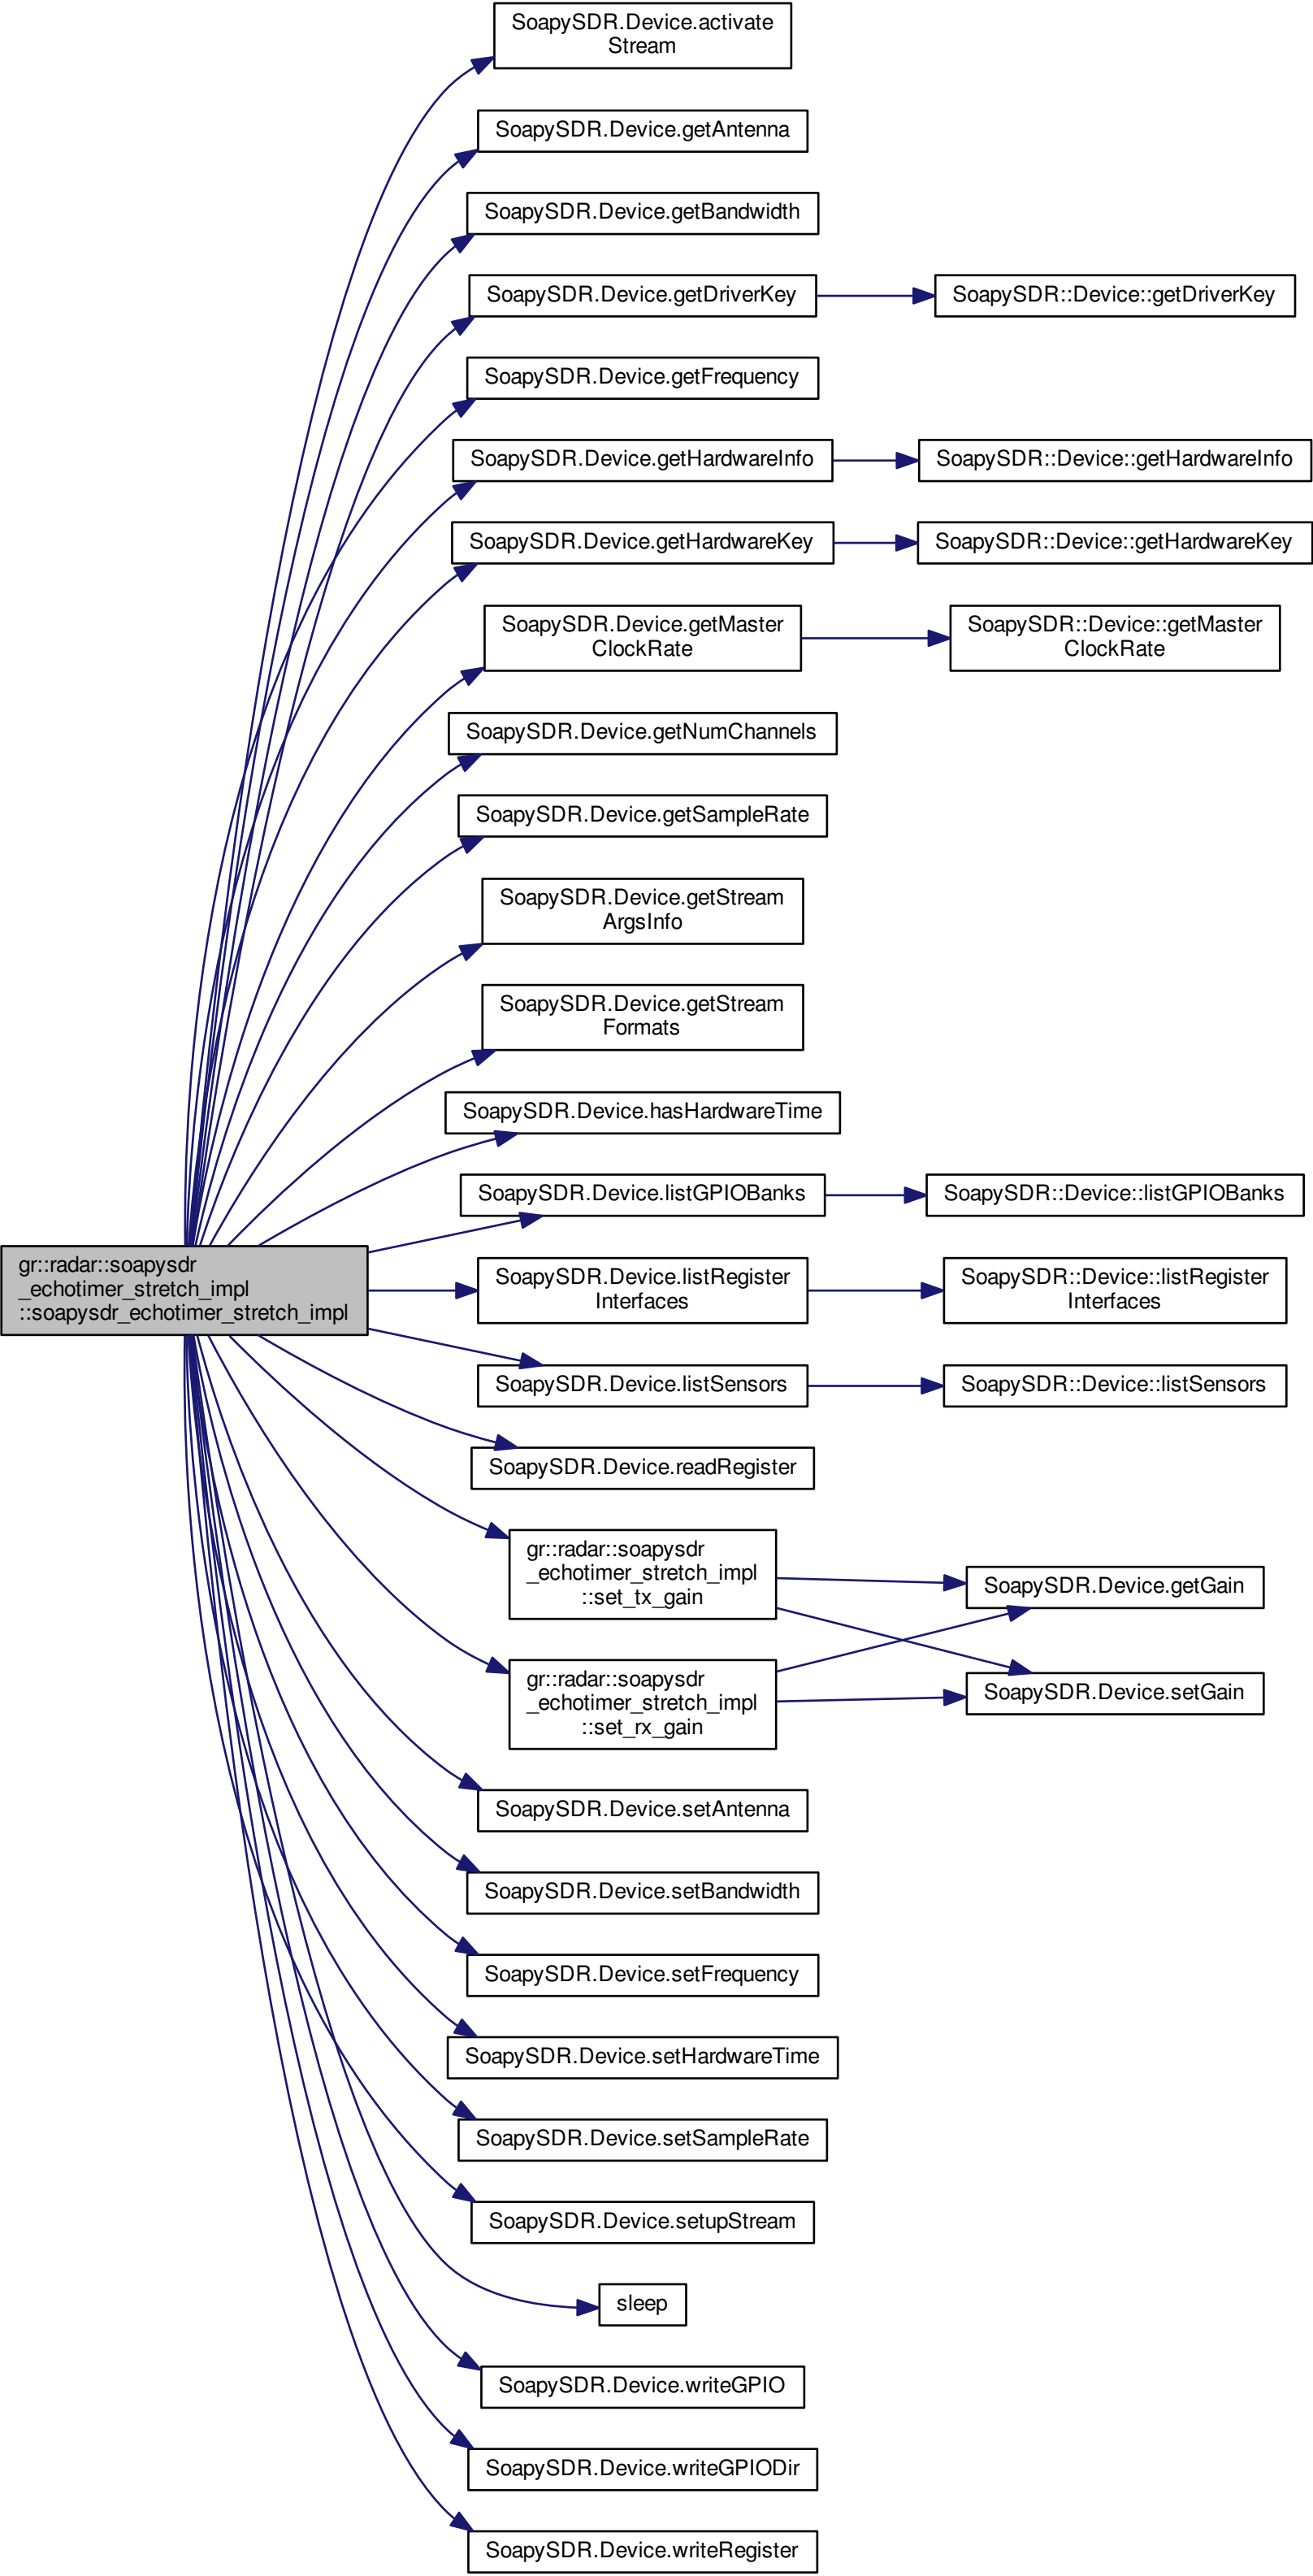 SoapySDR.Device.activate
Stream
SoapySDR.Device.getAntenna
SoapySDR.Device.getBandwidth
SoapySDR.Device.getDriverKey
SoapySDR::Device::getDriverKey
SoapySDR.Device.getFrequency
SoapySDR.Device.getHardwareInfo
SoapySDR::Device::getHardwareInfo
SoapySDR.Device.getHardwareKey
SoapySDR::Device::getHardwareKey
SoapySDR.Device.getMaster
ClockRate
SoapySDR::Device::getMaster
ClockRate
SoapySDR.Device.getNumChannels
SoapySDR.Device.getSampleRate
SoapySDR.Device.getStream
ArgsInfo
SoapySDR.Device.getStream
Formats
SoapySDR.Device.hasHardwareTime
SoapySDR.Device.listGPIOBanks
SoapySDR::Device::listGPIOBanks
gr::radar::soapysdr
_echotimer_stretch_impl
::soapysdr_echotimer_stretch_impl
SoapySDR.Device.listRegister
Interfaces
SoapySDR::Device::listRegister
Interfaces
SoapySDR.Device.listSensors
SoapySDR::Device::listSensors
SoapySDR.Device.readRegister
gr::radar::soapysdr
_echotimer_stretch_impl
::set_tx_gain
SoapySDR.Device.getGain
gr::radar::soapysdr
_echotimer_stretch_impl
::set_rx_gain
SoapySDR.Device.setGain
SoapySDR.Device.setAntenna
SoapySDR.Device.setBandwidth
SoapySDR.Device.setFrequency
SoapySDR.Device.setHardwareTime
SoapySDR.Device.setSampleRate
SoapySDR.Device.setupStream
sleep
SoapySDR.Device.writeGPIO
SoapySDR.Device.writeGPIODir
SoapySDR.Device.writeRegister